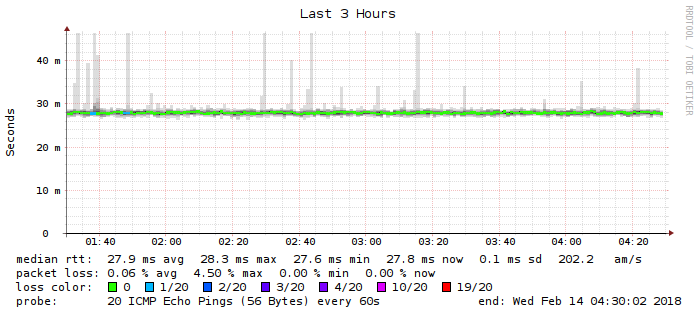 Last 3 Hours
RRDTOOL / TOBI OETIKER
Seconds
40 m
30 m
20 m
10 m
0
01:40 02:00 02:20 02:40 03:00 03:20 03:40 04:00 04:20
median rtt: 27.9 ms avg 28.3 ms max 27.6 ms min 27.8 ms now 0.1 ms sd 202.2 am/s
packet loss: 0.06 % avg 4.50 % max 0.00 % min 0.00 % now
loss color: 0 1/20 2/20 3/20 4/20 10/20 19/20
probe: 20 ICMP Echo Pings (56 Bytes) every 60s end: Wed Feb 14 04:30:02 2018